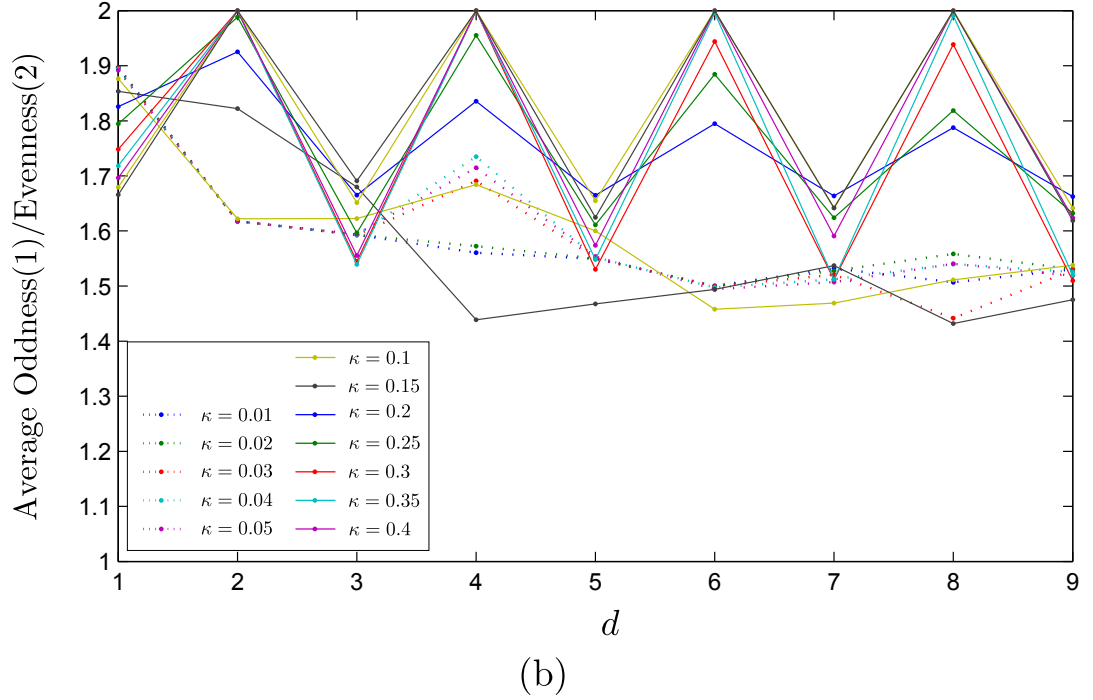 Average Oddness(1)/Evenness(2)
2
1.9
1.8
1.7
1.6
1.5
1.4
1.3
1.2
1.1
1
κ = 0.1
κ = 0.15
κ = 0.01
κ = 0.2
κ = 0.02
κ = 0.25
κ = 0.03
κ = 0.3
κ = 0.04
κ = 0.35
κ = 0.05
κ = 0.4
1 2 3 4 5 6 7 8 9
d
(b)